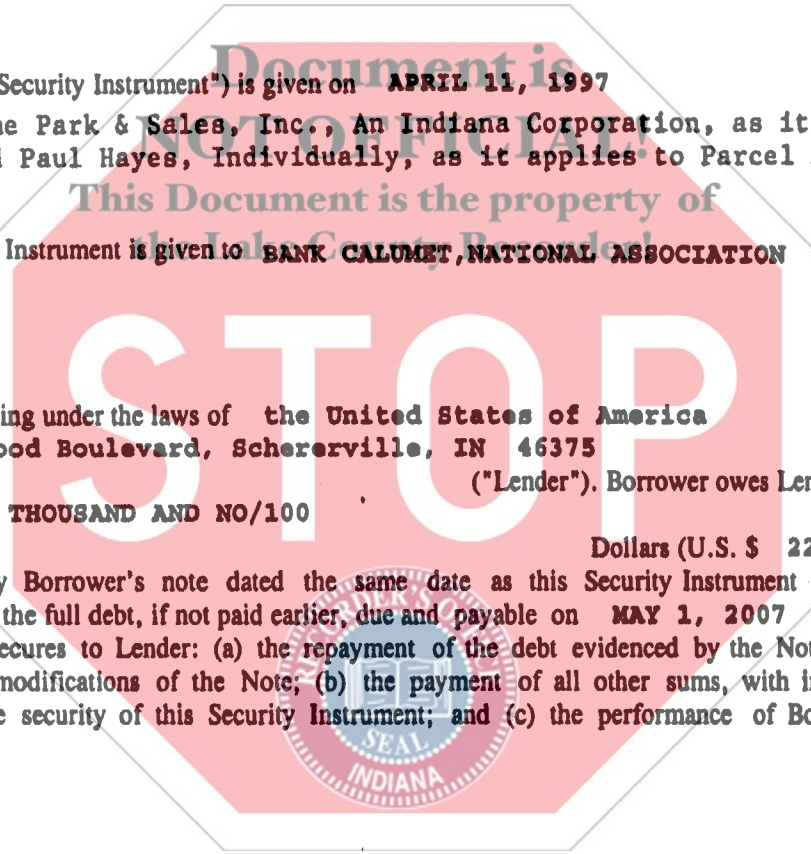 Document is
Security Instrument") is given on APRIL 11, 1997
ne Park & Sales, Inc., An Indiana Corporation, as it
NOT OFFICIAL!
Paul Hayes, Individually, as it applies to Parcel
This Document is the property of
the Lake County Recorder!
Instrument is given to BANK CALUMET,NATIONAL ASSOCIATION
STOP
ing under the laws of the United States of America
ood Boulevard, Schererville, IN 46375
("Lender"). Borrower owes Len
THOUSAND AND NO/100
Dollars (U.S. $ 22
y Borrower's note dated the same date as this Security Instrument
the full debt, if not paid earlier, due and payable on MAY 1, 2007
ecures to Lender: (a) the repayment of the debt evidenced by the Not
modifications of the Note; (b) the payment of all other sums, with in
e security of this Security Instrument; and (c) the performance of Bo
RECORDER'S OFFICE
SEAL
INDIANA